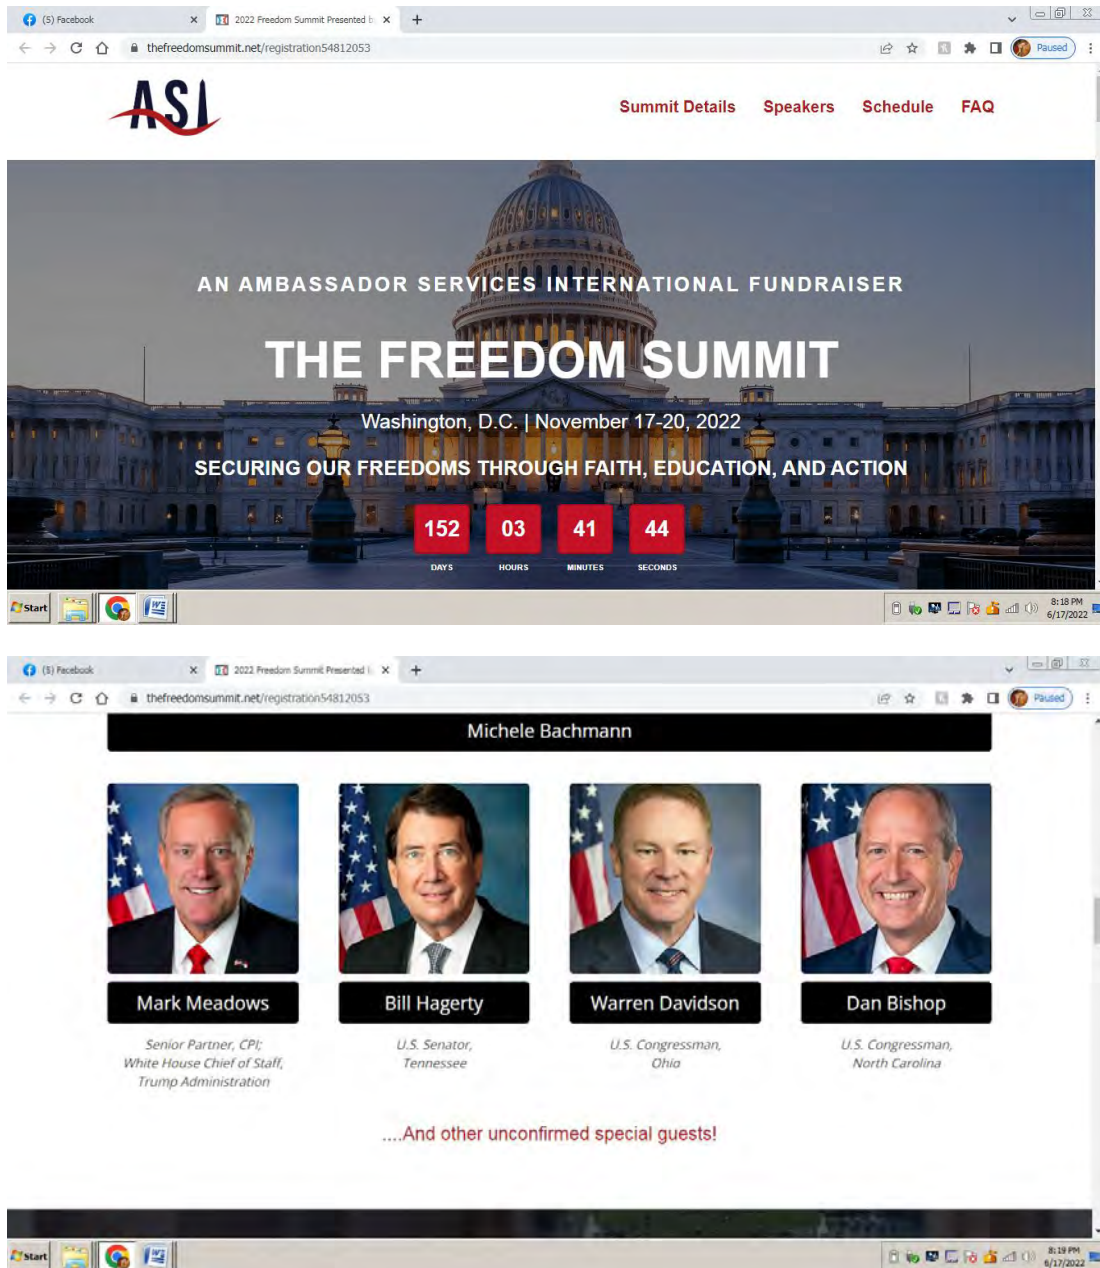 (5) Facebook
2022 Freedom Summit Presented b
thefreedomsummit.net/registration54812053
Paused
ASI
Summit Details Speakers Schedule FAQ
AN AMBASSADOR SERVICES INTERNATIONAL FUNDRAISER
THE FREEDOM SUMMIT
Washington, D.C. | November 17-20, 2022
SECURING OUR FREEDOMS THROUGH FAITH, EDUCATION, AND ACTION
152 03 41 44
DAYS HOURS MINUTES SECONDS
Start
8:18 PM
6/17/2022
(5) Facebook
2022 Freedom Summit Presented
thefreedomsummit.net/registration54812053
Paused
Michele Bachmann
Mark Meadows Bill Hagerty Warren Davidson Dan Bishop
Senior Partner, CPI; U.S. Senator, U.S. Congressman, U.S. Congressman,
White House Chief of Staff, Tennessee Ohio North Carolina
Trump Administration
....And other unconfirmed special guests!
Start
8:19 PM
6/17/2022